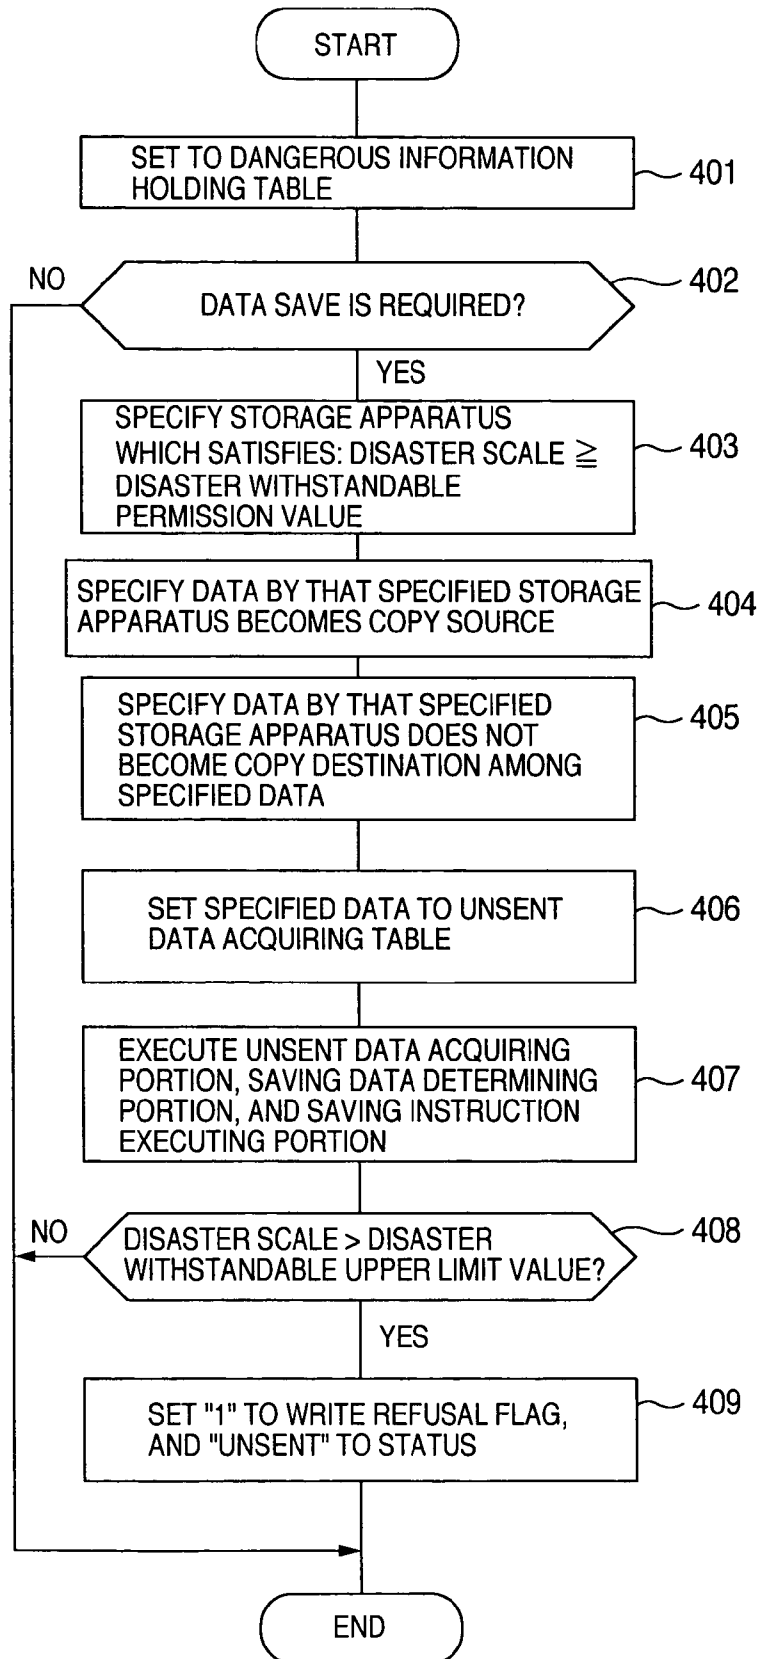 START
SET TO DANGEROUS INFORMATION
HOLDING TABLE
401
NO
DATA SAVE IS REQUIRED?
402
YES
SPECIFY STORAGE APPARATUS
WHICH SATISFIES: DISASTER SCALE ≧
DISASTER WITHSTANDABLE
PERMISSION VALUE
403
SPECIFY DATA BY THAT SPECIFIED STORAGE
APPARATUS BECOMES COPY SOURCE
404
SPECIFY DATA BY THAT SPECIFIED
STORAGE APPARATUS DOES NOT
BECOME COPY DESTINATION AMONG
SPECIFIED DATA
405
SET SPECIFIED DATA TO UNSENT
DATA ACQUIRING TABLE
406
EXECUTE UNSENT DATA ACQUIRING
PORTION, SAVING DATA DETERMINING
PORTION, AND SAVING INSTRUCTION
EXECUTING PORTION
407
NO
DISASTER SCALE > DISASTER
WITHSTANDABLE UPPER LIMIT VALUE?
408
YES
SET "1" TO WRITE REFUSAL FLAG,
AND "UNSENT" TO STATUS
409
END